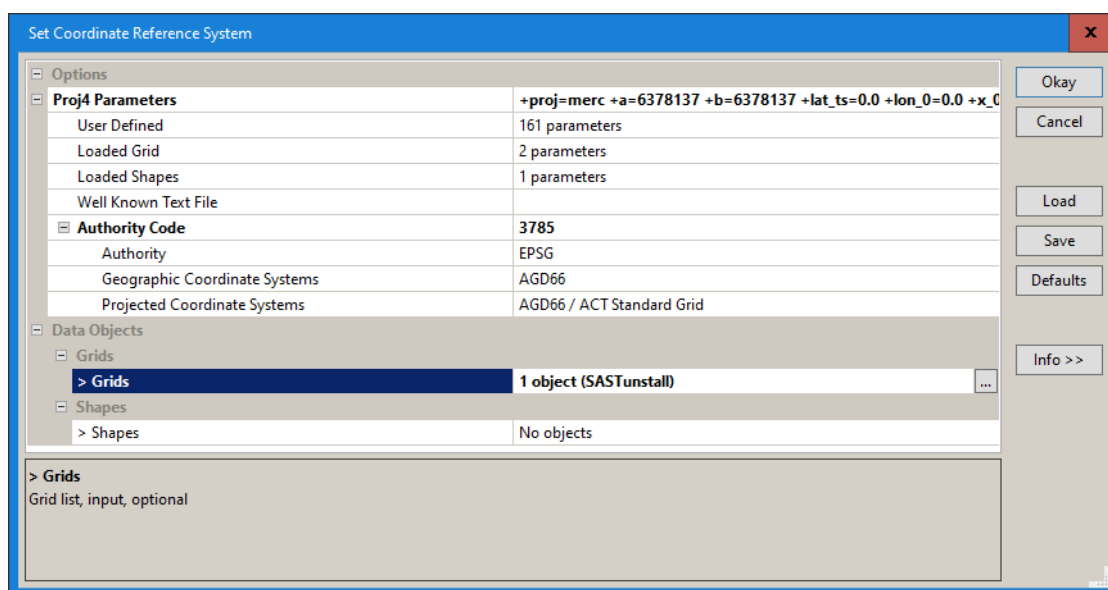 Set Coordinate Reference System x
Options
Proj4 Parameters +proj=merc +a=6378137 +b=6378137 +lat_ts=0.0 +lon_0=0.0 +x_0
User Defined 161 parameters
Loaded Grid 2 parameters
Loaded Shapes 1 parameters
Well Known Text File
Authority Code 3785
Authority EPSG
Geographic Coordinate Systems AGD66
Projected Coordinate Systems AGD66 / ACT Standard Grid
Data Objects
Grids
> Grids 1 object (SASTunstall) ...
Shapes
> Shapes No objects
> Grids
Grid list, input, optional
Okay
Cancel
Load
Save
Defaults
Info >>